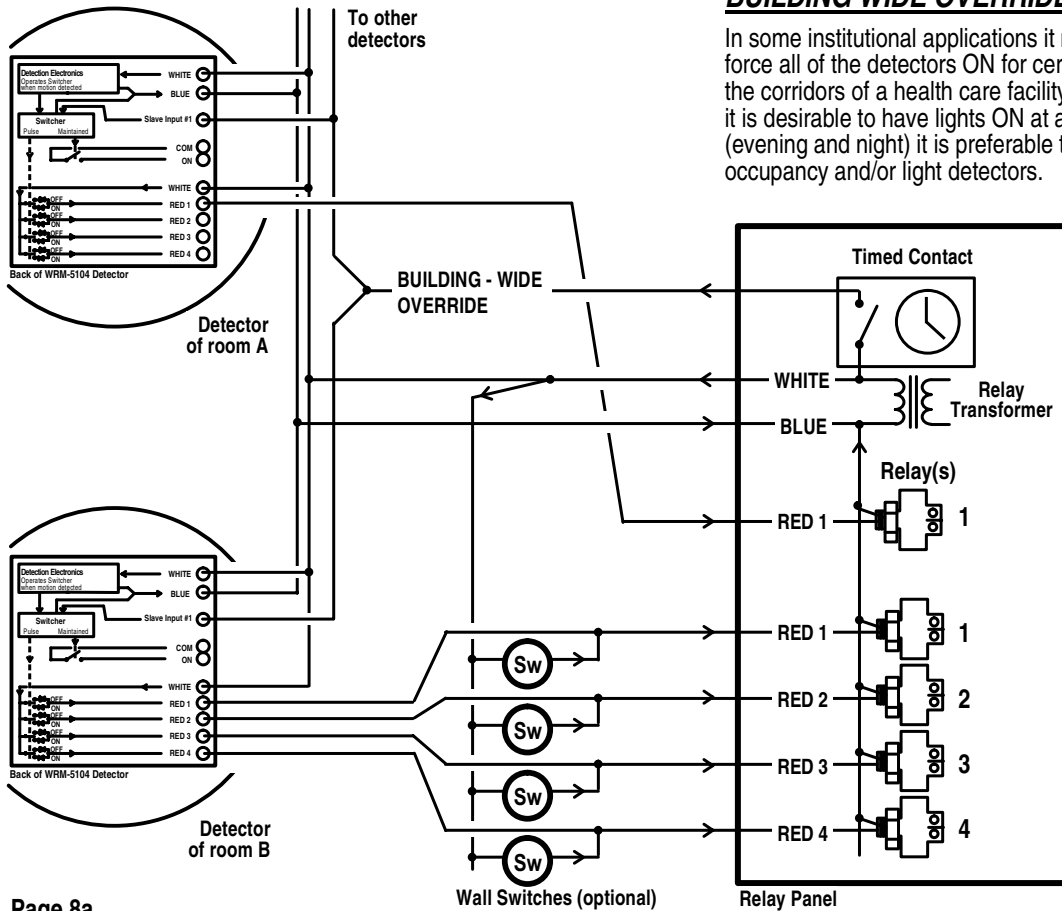 To other
detectors
BUILDING WIDE OVERRIDE
In some institutional applications it
force all of the detectors ON for
the corridors of a health care facility
it is desirable to have lights ON at
(evening and night) it is preferable
occupancy and/or light detectors.
Detection Electronics
Operates Switcher
when motion detected
Switcher
Pulse Maintained
WHITE
BLUE
Slave Input #1
COM
ON
WHITE
OFF
ON
RED 1
OFF
ON
RED 2
OFF
ON
RED 3
OFF
ON
RED 4
Back of WRM-5104 Detector
Detector
of room A
BUILDING - WIDE
OVERRIDE
Timed Contact
WHITE
BLUE
Relay
Transformer
Relay(s)
RED 1
1
RED 1
1
RED 2
2
RED 3
3
RED 4
4
Relay Panel
Detection Electronics
Operates Switcher
when motion detected
Switcher
Pulse Maintained
WHITE
BLUE
Slave Input #1
COM
ON
WHITE
OFF
ON
RED 1
OFF
ON
RED 2
OFF
ON
RED 3
OFF
ON
RED 4
Back of WRM-5104 Detector
Detector
of room B
Sw
Sw
Sw
Sw
Wall Switches (optional)
Page 8a